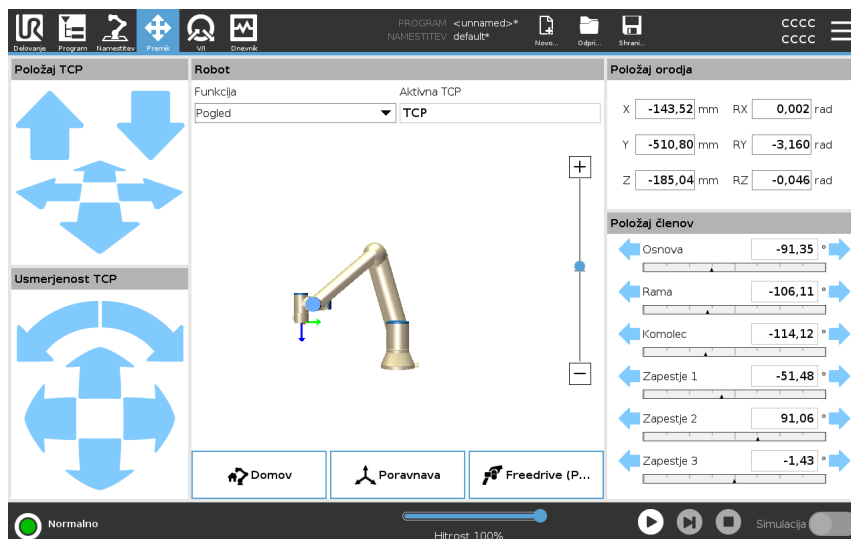 PROGRAM <unnamed>*
NAMESTITEV default*
CCCC
CCCC
Delovanje Program Namestitev Premik V/I Dnevnik Novo... Odpri... Shrani...
Položaj TCP
Robot
Položaj orodja
Funkcija
Aktivna TCP
Pogled
TCP
X -143,52 mm RX 0,002 rad
Y -510,80 mm RY -3,160 rad
Z -185,04 mm RZ -0,046 rad
Položaj členov
Osnova -91,35 °
Usmerjenost TCP
Rama -106,11 °
Komolec -114,12 °
Zapestje 1 -51,48 °
Zapestje 2 91,06 °
Zapestje 3 -1,43 °
Domov
Poravnava
Freedrive (P...
Normalno
Hitrost 100%
Simulacija